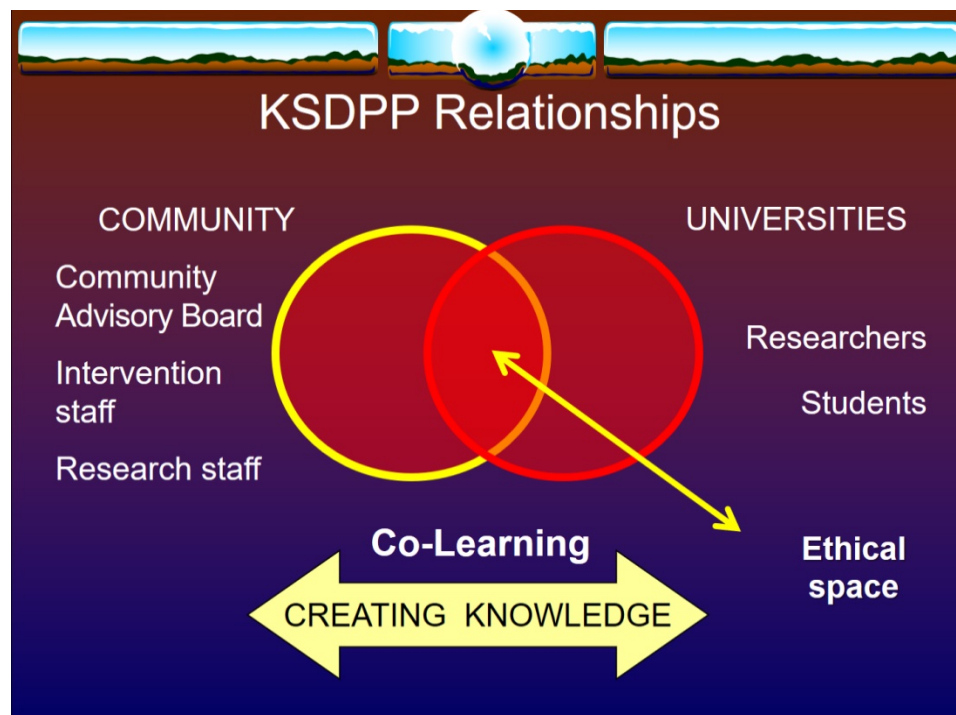 KSDPP Relationships
COMMUNITY
Community
Advisory Board
Intervention
staff
Research staff
UNIVERSITIES
Researchers
Students
Ethical
space
Co-Learning
CREATING KNOWLEDGE